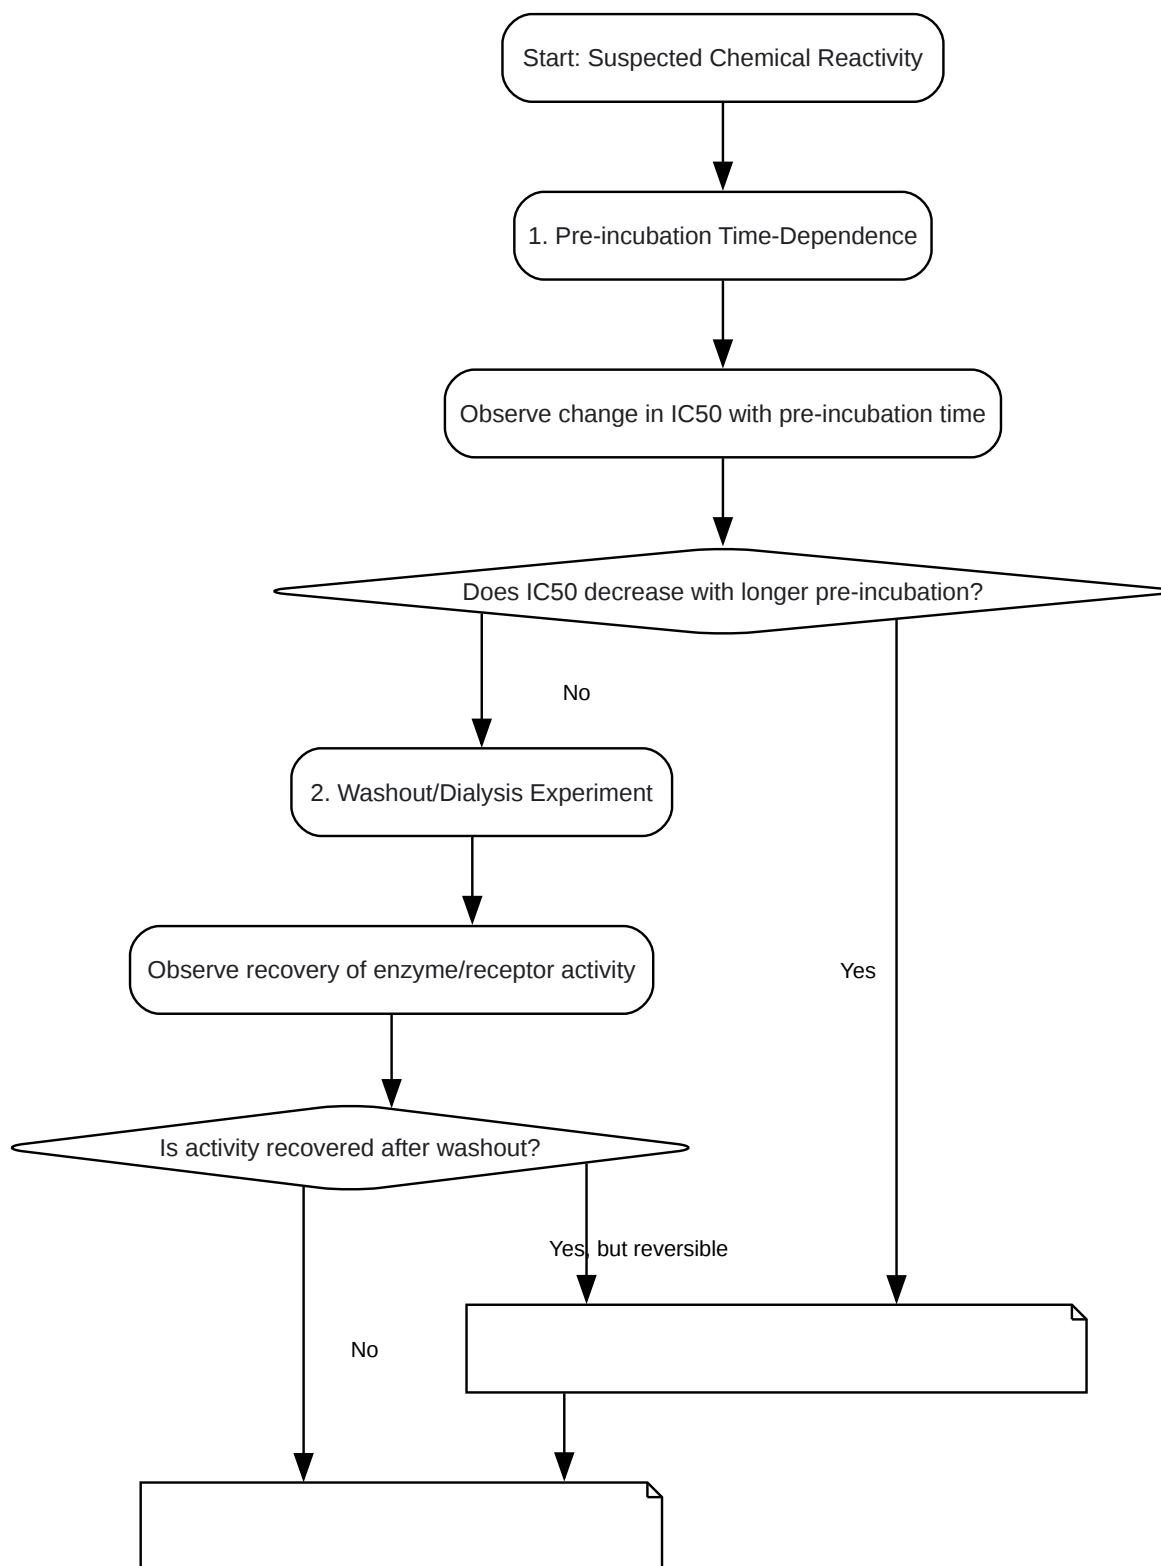 Start: Suspected Chemical Reactivity
1. Pre-incubation Time-Dependence
Observe change in IC50 with pre-incubation time
Does IC50 decrease with longer pre-incubation?
No
2. Washout/Dialysis Experiment
Observe recovery of enzyme/receptor activity
Yes
Is activity recovered after washout?
Yes, but reversible
No